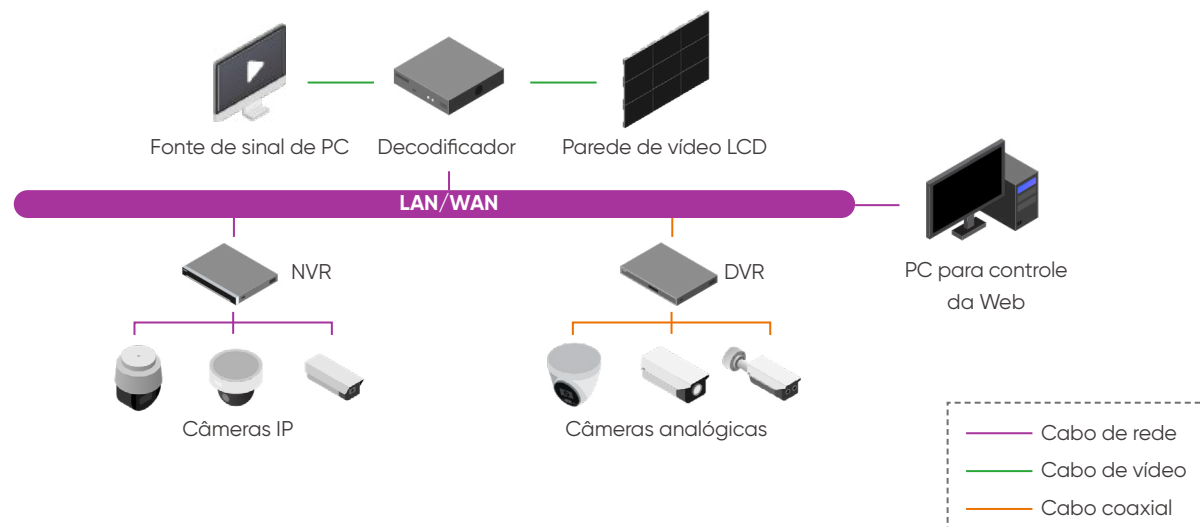 Fonte de sinal de PC
Decodificador
Parede de vídeo LCD
LAN/WAN
NVR
DVR
PC para controle
da Web
Câmeras IP
Câmeras analógicas
Cabo de rede
Cabo de vídeo
Cabo coaxial